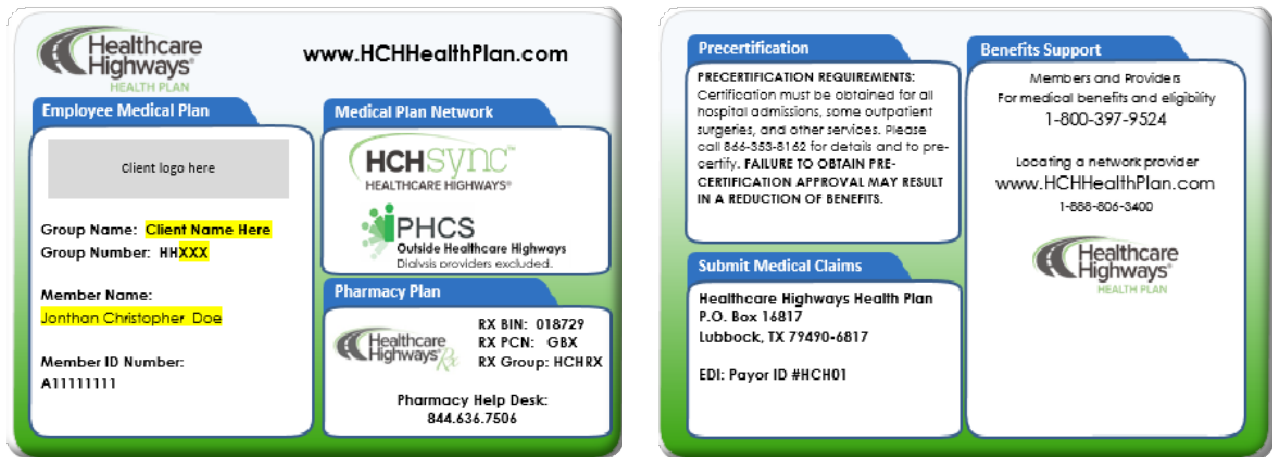 Healthcare
Highways®
HEALTH PLAN
www.HCHHealthPlan.com
Employee Medical Plan
Client logo here
Group Name: Client Name Here
Group Number: HHXXX
Member Name:
Jonthan Christopher Doe
Member ID Number:
A11111111
Medical Plan Network
HCHSYNC™
HEALTHCARE HIGHWAYS®
PHCS
Outside Healthcare Highways
Dialysis providers excluded.
Pharmacy Plan
Healthcare
Highways Rx
RX BIN: 018729
RX PCN: GBX
RX Group: HCHRX
Pharmacy Help Desk:
844.636.7506
Precertification
PRECERTIFICATION REQUIREMENTS:
Certification must be obtained for all
hospital admissions, some outpatient
surgeries, and other services. Please
call 866-353-8162 for details and to pre-
certify. FAILURE TO OBTAIN PRE-
CERTIFICATION APPROVAL MAY RESULT
IN A REDUCTION OF BENEFITS.
Submit Medical Claims
Healthcare Highways Health Plan
P.O. Box 16817
Lubbock, TX 79490-6817
EDI: Payor ID #HCH01
Benefits Support
Members and Providers
For medical benefits and eligibility
1-800-397-9524
Locating a network provider
www.HCHHealthPlan.com
1-888-806-3400
Healthcare
Highways®
HEALTH PLAN